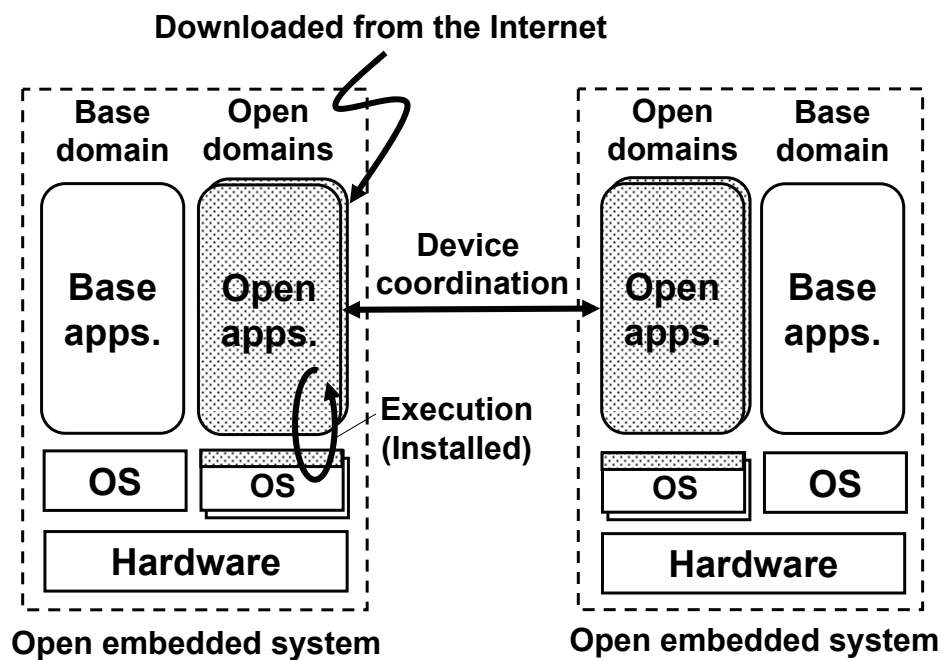 Downloaded from the Internet
Base
domain
Open
domains
Base
apps.
Open
apps.
OS
OS
Hardware
Open embedded system
Device
coordination
Execution
(Installed)
Open
domains
Base
domain
Open
apps.
Base
apps.
OS
OS
Hardware
Open embedded system